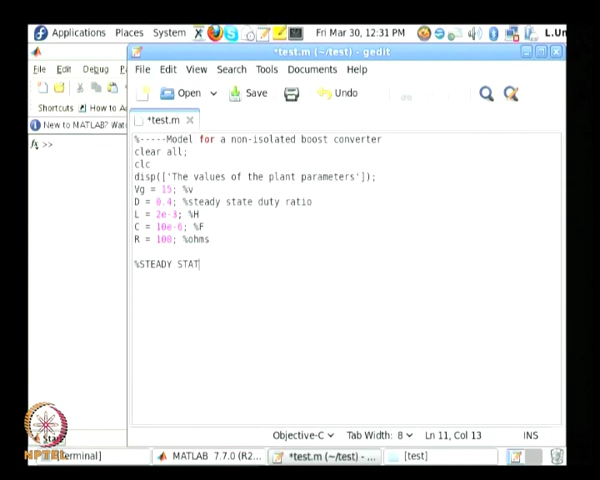 Applications Places System Fri Mar 30, 12:31 PM L.Um
*test.m (~/test) - gedit
File Edit Debug
File Edit View Search Tools Documents Help
Open Save Undo
Shortcuts How to A
*test.m
New to MATLAB? Wat
fx >>
%-----Model for a non-isolated boost converter
clear all;
clc
disp(['The values of the plant parameters']);
Vg = 15; %v
D = 0.4; %steady state duty ratio
L = 2e-3; %H
C = 10e-6; %F
R = 100; %ohms
%STEADY STAT
Objective-C Tab Width: 8 Ln 11, Col 13 INS
Start
NPTEL
MATLAB 7.7.0 (R2... *test.m (~/test) - ... [test]